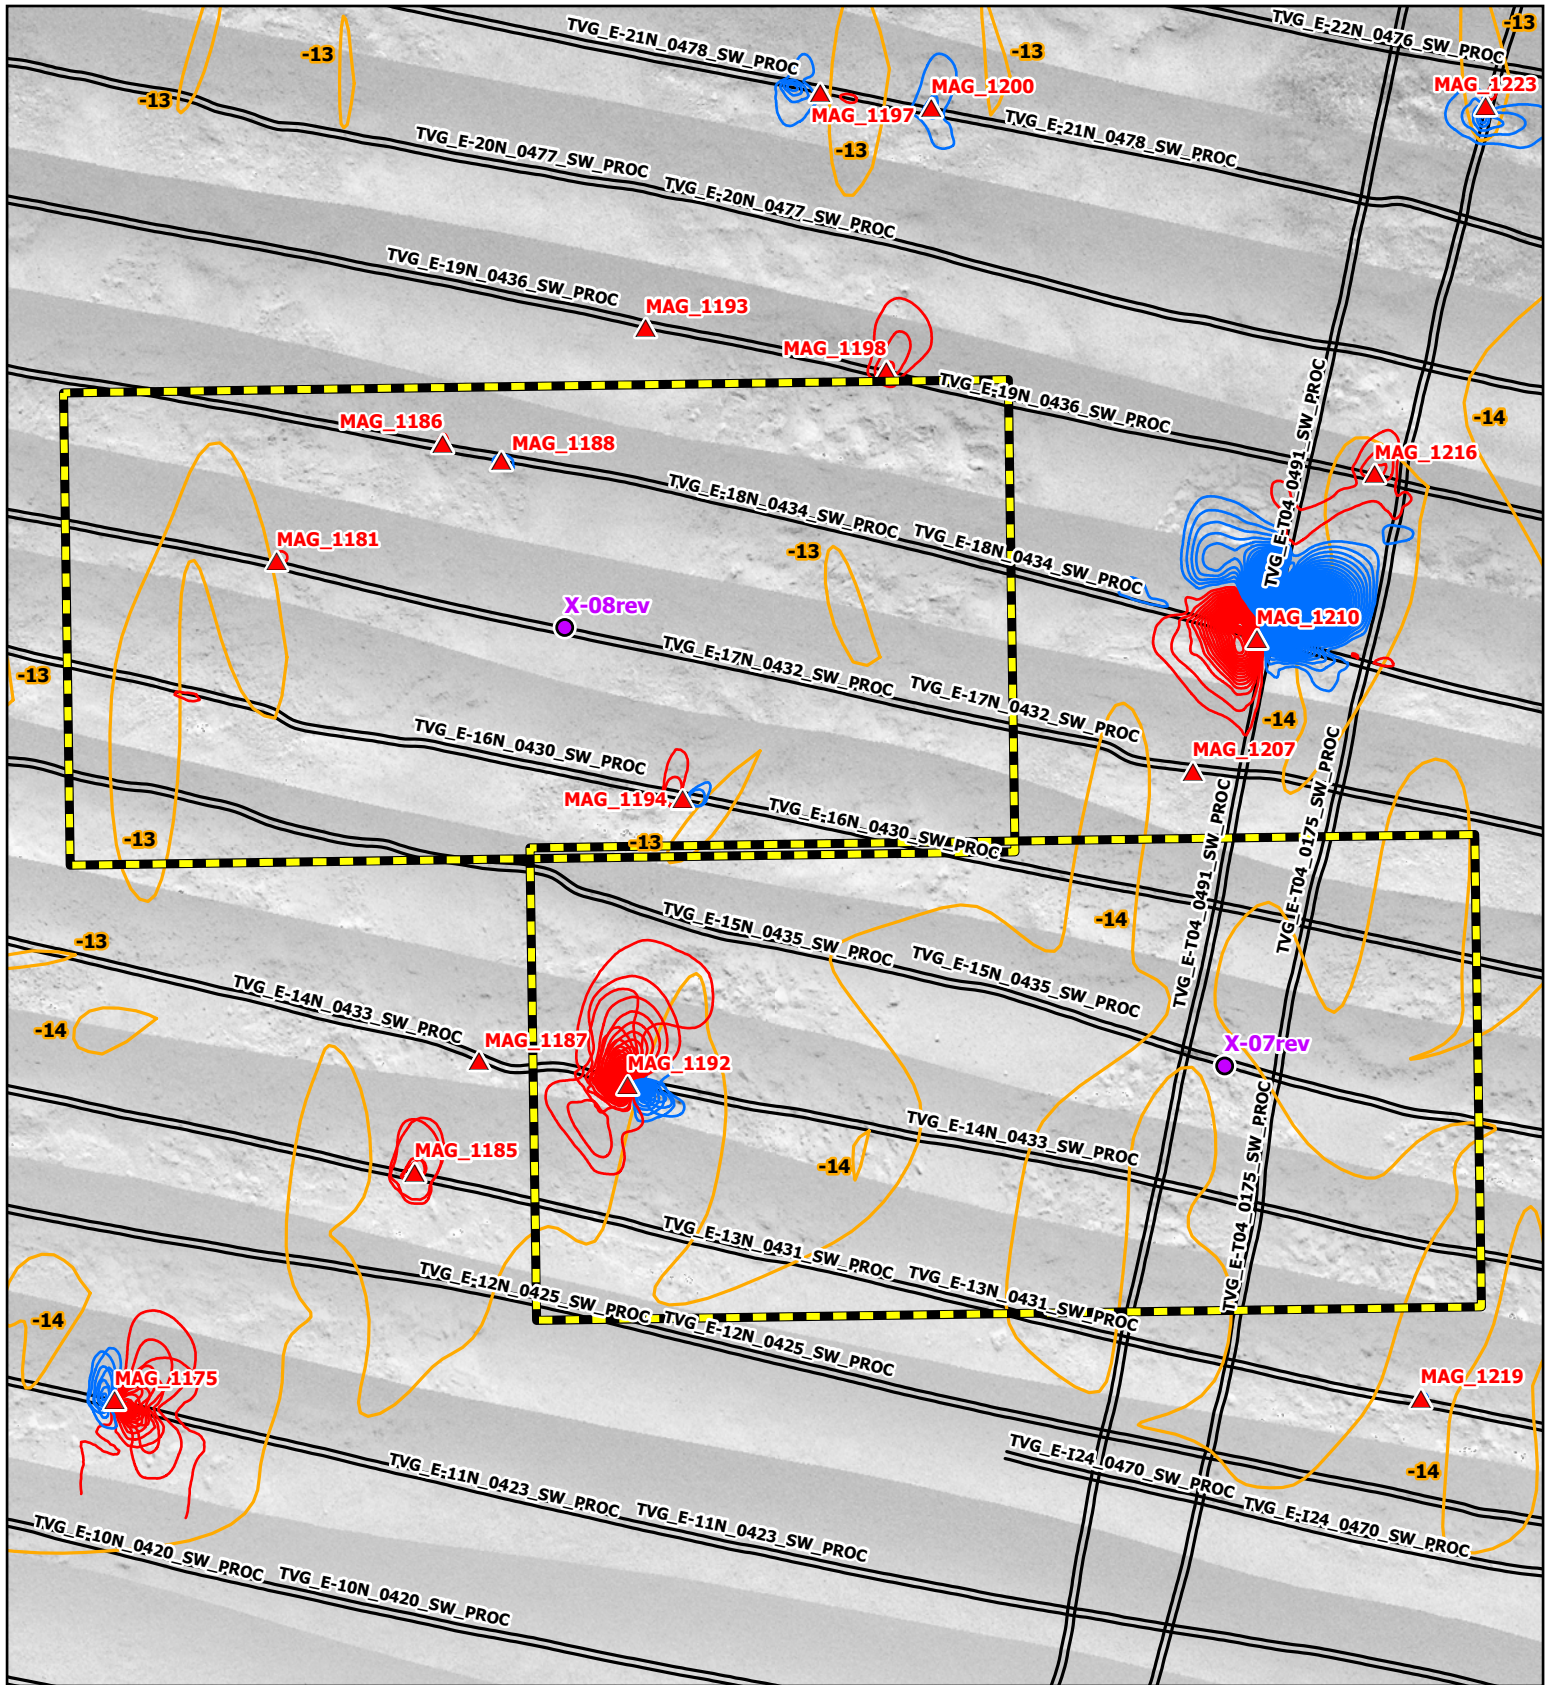 TVG_E-21N_0478_SW_PROC
TVG_E-22N_0476_SW_PROC
-13
-13
-13
-13
MAG_1200
MAG_1223
MAG_1197
TVG_E-21N_0478_SW_PROC
-13
TVG_E-20N_0477_SW_PROC
TVG_E-20N_0477_SW_PROC
TVG_E-19N_0436_SW_PROC
MAG_1193
MAG_1198
TVG_E-19N_0436_SW_PROC
-14
TVG_E-T04_0491_SW_PROC
MAG_1186
MAG_1188
MAG_1216
TVG_E-18N_0434_SW_PROC
MAG_1181
-13
TVG_E-18N_0434_SW_PROC
X-08rev
MAG_1210
-13
TVG_E-17N_0432_SW_PROC
TVG_E-17N_0432_SW_PROC
-14
TVG_E-16N_0430_SW_PROC
MAG_1207
MAG_1194
TVG_E-16N_0430_SW_PROC
-13
-13
TVG_E-T04_0491_SW_PROC
TVG_E-T04_0175_SW_PROC
-14
-13
TVG_E-15N_0435_SW_PROC
TVG_E-15N_0435_SW_PROC
TVG_E-14N_0433_SW_PROC
-14
MAG_1187
X-07rev
MAG_1192
TVG_E-14N_0433_SW_PROC
MAG_1185
-14
TVG_E-T04_0175_SW_PROC
TVG_E-13N_0431_SW_PROC
TVG_E-13N_0431_SW_PROC
TVG_E-12N_0425_SW_PROC
-14
TVG_E-12N_0425_SW_PROC
MAG_1175
MAG_1219
TVG_E-11N_0423_SW_PROC
TVG_E-I24_0470_SW_PROC
-14
TVG_E-11N_0423_SW_PROC
TVG_E-I24_0470_SW_PROC
TVG_E-10N_0420_SW_PROC
TVG_E-10N_0420_SW_PROC